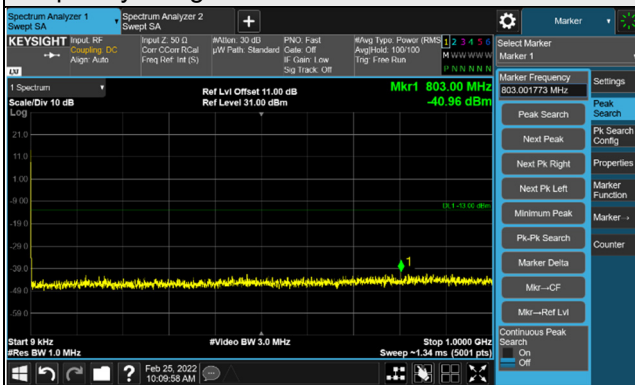 Spectrum Analyzer 1
Swept SA
Spectrum Analyzer 2
Swept SA
Marker
KEYSIGHT
Input: RF
Coupling: DC
Align: Auto
Input Z: 50 Ω
Corr CCorr RCal
Freq Ref: Int (S)
#Atten: 30 dB
µW Path: Standard
PNO: Fast
Gate: Off
IF Gain: Low
Sig Track: Off
#Avg Type: Power (RMS
Avg|Hold: 100/100
Trig: Free Run
1 2 3 4 5 6
M W W W W W
P N N N N N
LXI
Select Marker
Marker 1
1 Spectrum
Scale/Div 10 dB
Log
Ref Lvl Offset 11.00 dB
Ref Level 31.00 dBm
Mkr1 803.00 MHz
-40.96 dBm
21.0
11.0
1.00
-9.00
-19.0
-29.0
-39.0
-49.0
-59.0
DL1 -13.00 dBm
1
Start 9 kHz
#Res BW 1.0 MHz
#Video BW 3.0 MHz
Stop 1.0000 GHz
Sweep ~1.34 ms (5001 pts)
Marker Frequency
803.001773 MHz
Peak Search
Next Peak
Next Pk Right
Next Pk Left
Minimum Peak
Pk-Pk Search
Marker Delta
Mkr→CF
Mkr→Ref Lvl
Continuous Peak
Search
On
Off
Settings
Peak
Search
Pk Search
Config
Properties
Marker
Function
Marker→
Counter
?
Feb 25, 2022
10:09:58 AM